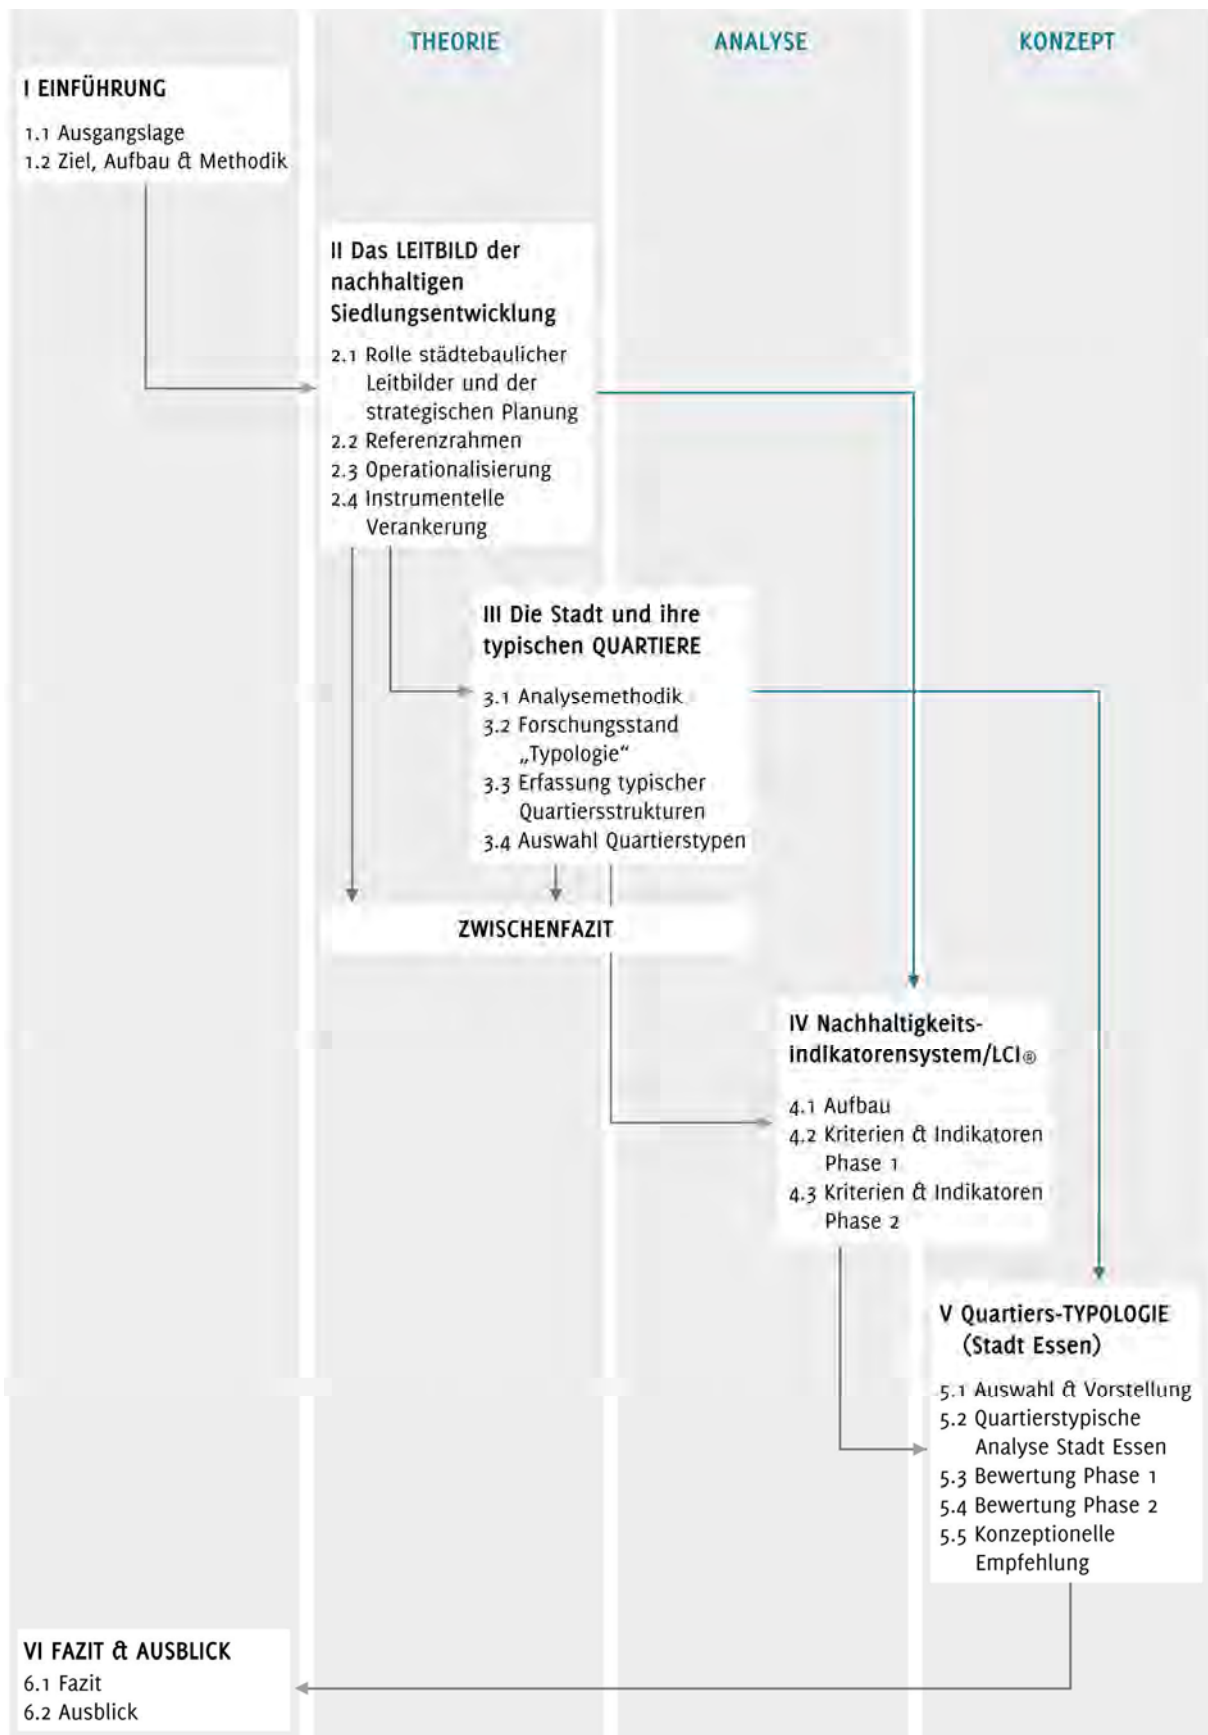 THEORIE
ANALYSE
KONZEPT
I EINFÜHRUNG
1.1 Ausgangslage
1.2 Ziel, Aufbau & Methodik
II Das LEITBILD der
nachhaltigen
Siedlungsentwicklung
2.1 Rolle städtebaulicher
Leitbilder und der
strategischen Planung
2.2 Referenzrahmen
2.3 Operationalisierung
2.4 Instrumentelle
Verankerung
III Die Stadt und ihre
typischen QUARTIERE
3.1 Analysemethodik
3.2 Forschungsstand
„Typologie“
3.3 Erfassung typischer
Quartiersstrukturen
3.4 Auswahl Quartierstypen
ZWISCHENFAZIT
IV Nachhaltigkeits-
indikatorensystem/LCI®
4.1 Aufbau
4.2 Kriterien & Indikatoren
Phase 1
4.3 Kriterien & Indikatoren
Phase 2
V Quartiers-TYPOLOGIE
(Stadt Essen)
5.1 Auswahl & Vorstellung
5.2 Quartierstypische
Analyse Stadt Essen
5.3 Bewertung Phase 1
5.4 Bewertung Phase 2
5.5 Konzeptionelle
Empfehlung
VI FAZIT & AUSBLICK
6.1 Fazit
6.2 Ausblick